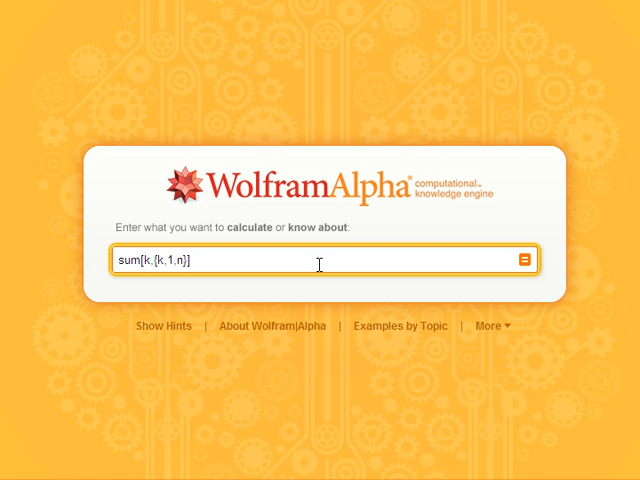 WolframAlpha computational knowledge engine
Enter what you want to calculate or know about:
sum[k,{k,1,n}]
Show Hints | About Wolfram|Alpha | Examples by Topic | More